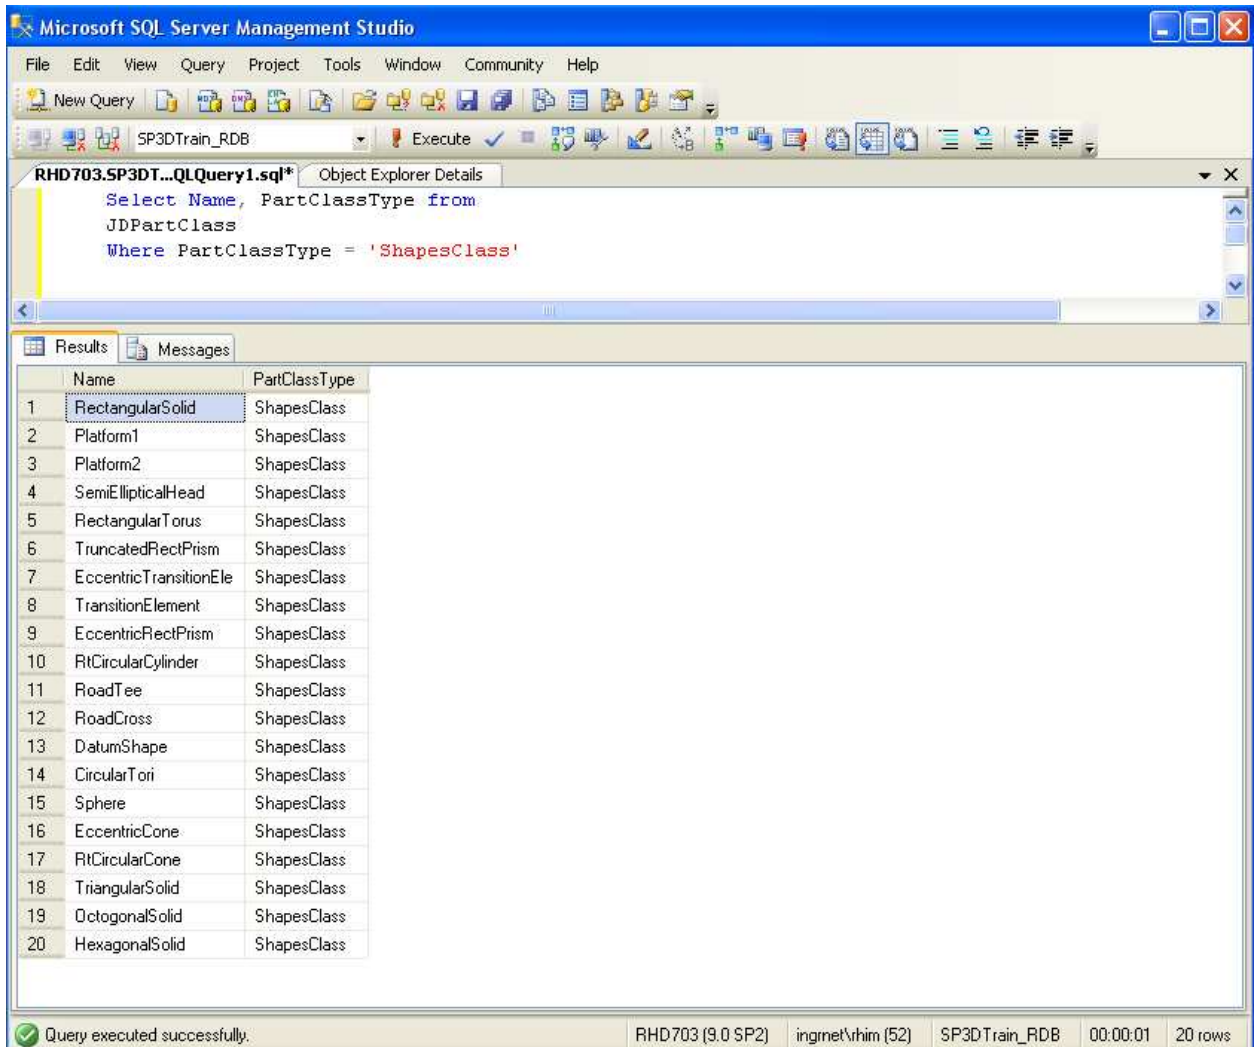 Microsoft SQL Server Management Studio
File Edit View Query Project Tools Window Community Help
New Query
SP3DTrain_RDB Execute
RHD703.SP3DT...QLQuery1.sql* Object Explorer Details
Select Name, PartClassType from
JDPartClass
Where PartClassType = 'ShapesClass'
Results Messages
Name PartClassType
1 RectangularSolid ShapesClass
2 Platform1 ShapesClass
3 Platform2 ShapesClass
4 SemiEllipticalHead ShapesClass
5 RectangularTorus ShapesClass
6 TruncatedRectPrism ShapesClass
7 EccentricTransitionEle ShapesClass
8 TransitionElement ShapesClass
9 EccentricRectPrism ShapesClass
10 RtCircularCylinder ShapesClass
11 RoadTee ShapesClass
12 RoadCross ShapesClass
13 DatumShape ShapesClass
14 CircularTori ShapesClass
15 Sphere ShapesClass
16 EccentricCone ShapesClass
17 RtCircularCone ShapesClass
18 TriangularSolid ShapesClass
19 OctogonalSolid ShapesClass
20 HexagonalSolid ShapesClass
Query executed successfully. RHD703 (9.0 SP2) ingrnet\rhim (52) SP3DTrain_RDB 00:00:01 20 rows